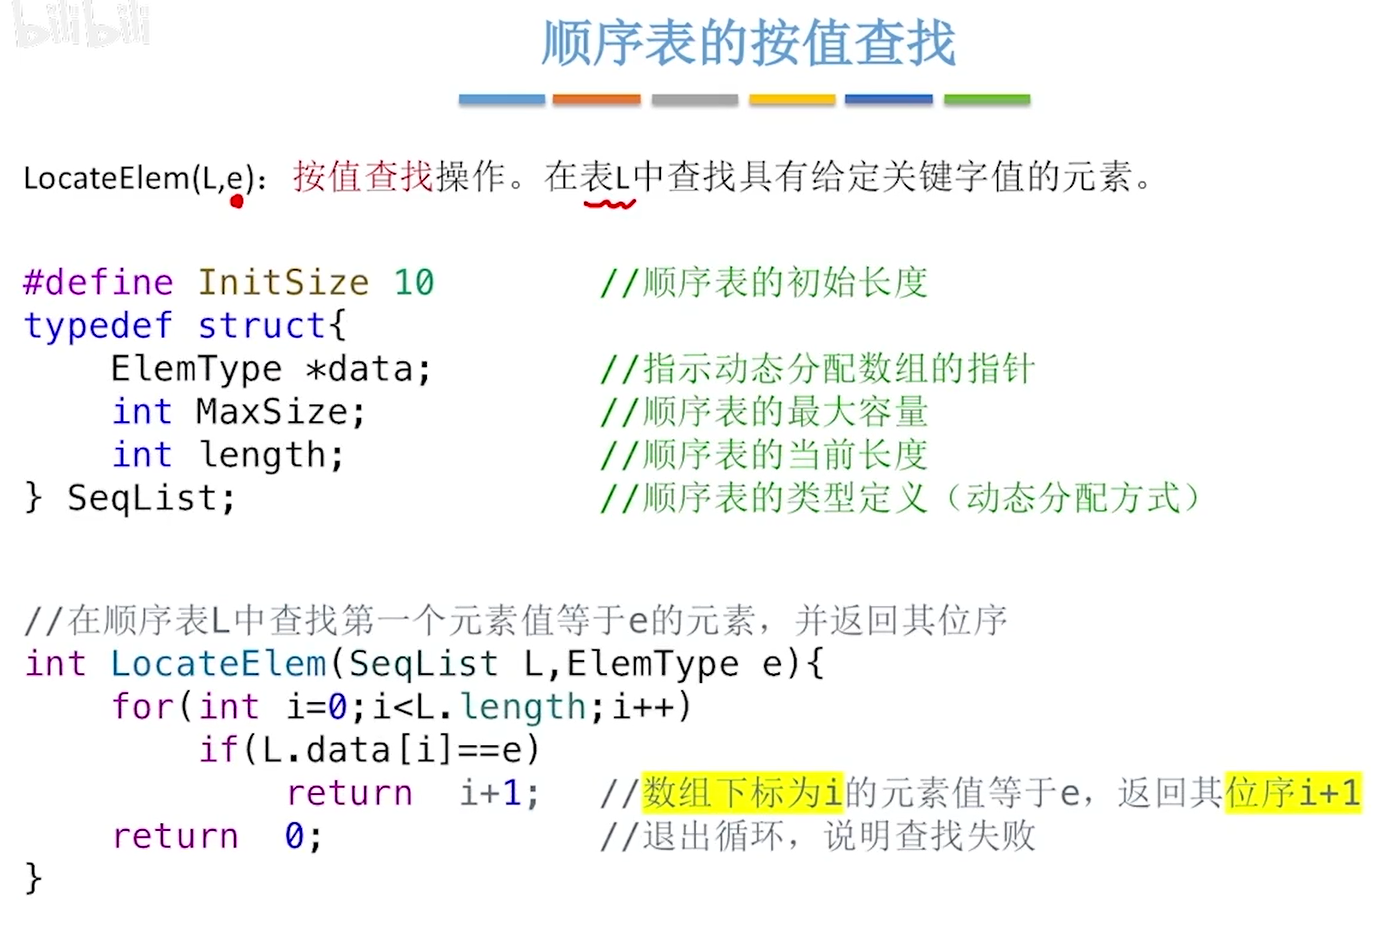 bilibili
顺序表的按值查找
LocateElem(L,e)：按值查找操作。在表L中查找具有给定关键字值的元素。
#define InitSize 10 //顺序表的初始长度
typedef struct{
ElemType *data; //指示动态分配数组的指针
int MaxSize; //顺序表的最大容量
int length; //顺序表的当前长度
} SeqList; //顺序表的类型定义（动态分配方式）
//在顺序表L中查找第一个元素值等于e的元素，并返回其位序
int LocateElem(SeqList L,ElemType e){
for(int i=0;i<L.length;i++)
if(L.data[i]==e)
return i+1; //数组下标为i的元素值等于e，返回其位序i+1
return 0; //退出循环，说明查找失败
}